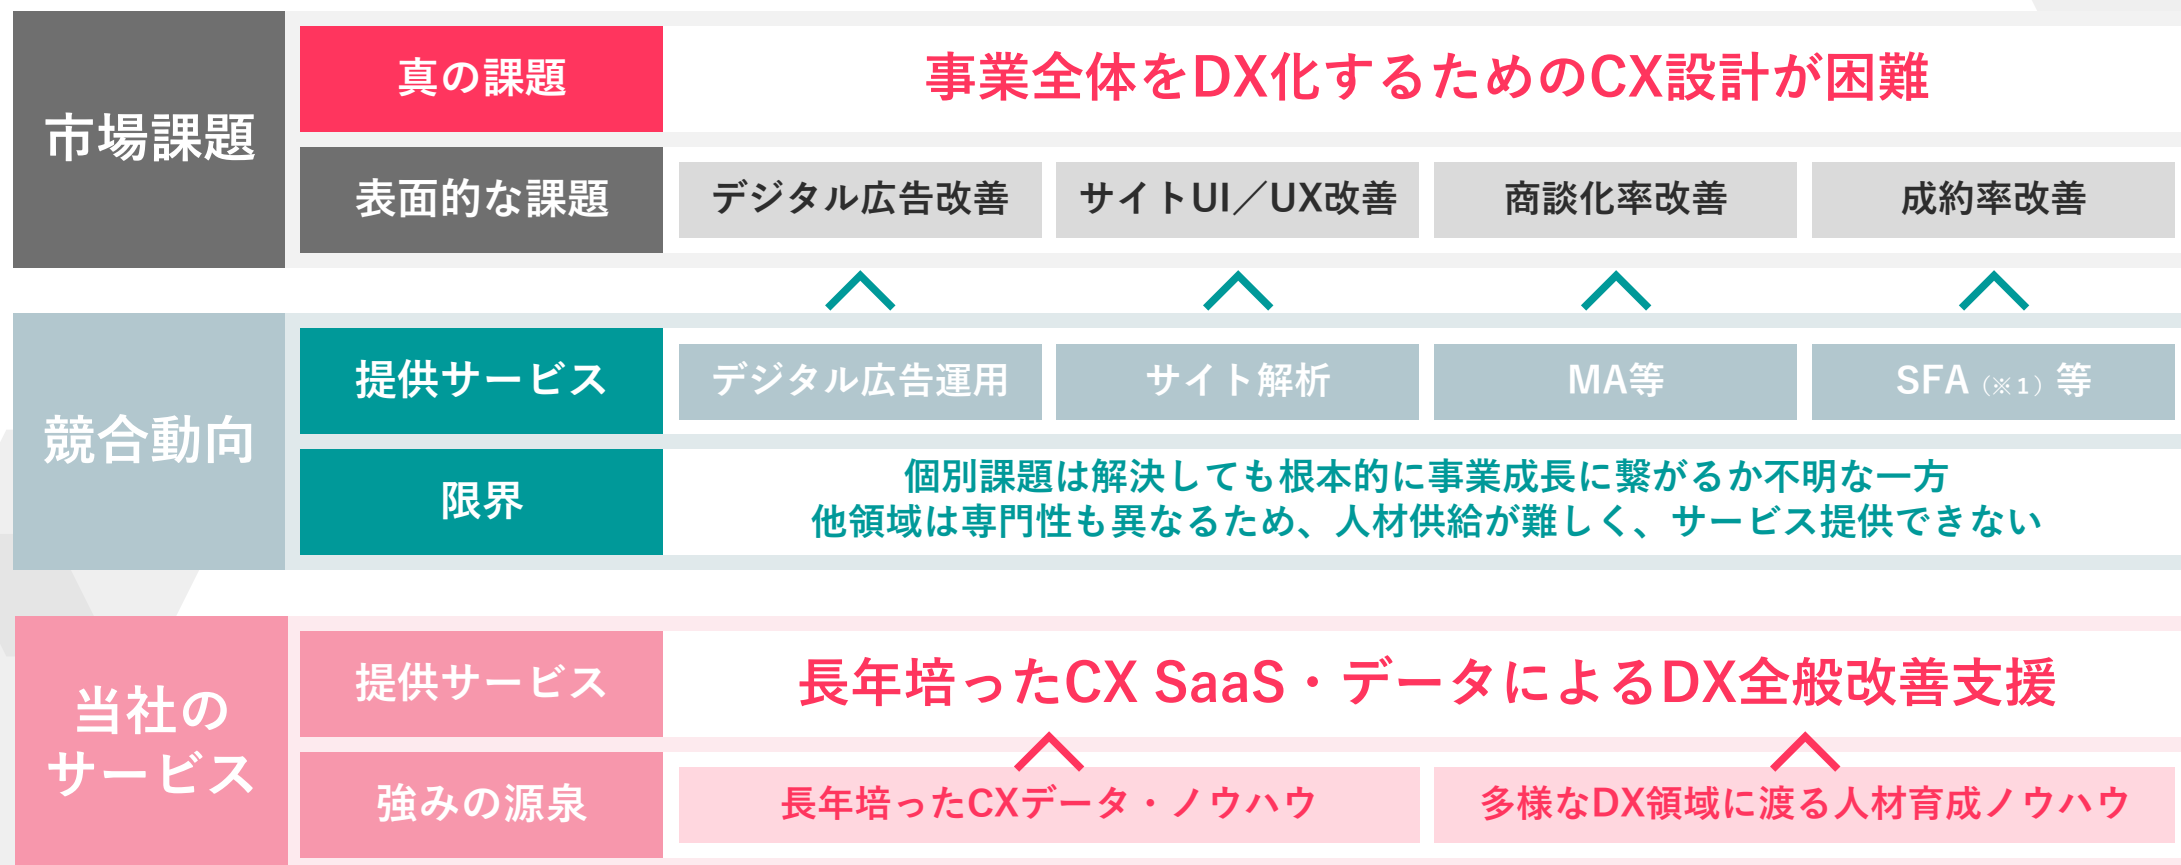 市場課題
真の課題
事業全体をDX化するためのCX設計が困難
表面的な課題
デジタル広告改善
サイトUI／UX改善
商談化率改善
成約率改善
競合動向
提供サービス
デジタル広告運用
サイト解析
MA等
SFA（※1）等
限界
個別課題は解決しても根本的に事業成長に繋がるか不明な一方
他領域は専門性も異なるため、人材供給が難しく、サービス提供できない
当社の
サービス
提供サービス
長年培ったCX SaaS・データによるDX全般改善支援
強みの源泉
長年培ったCXデータ・ノウハウ
多様なDX領域に渡る人材育成ノウハウ